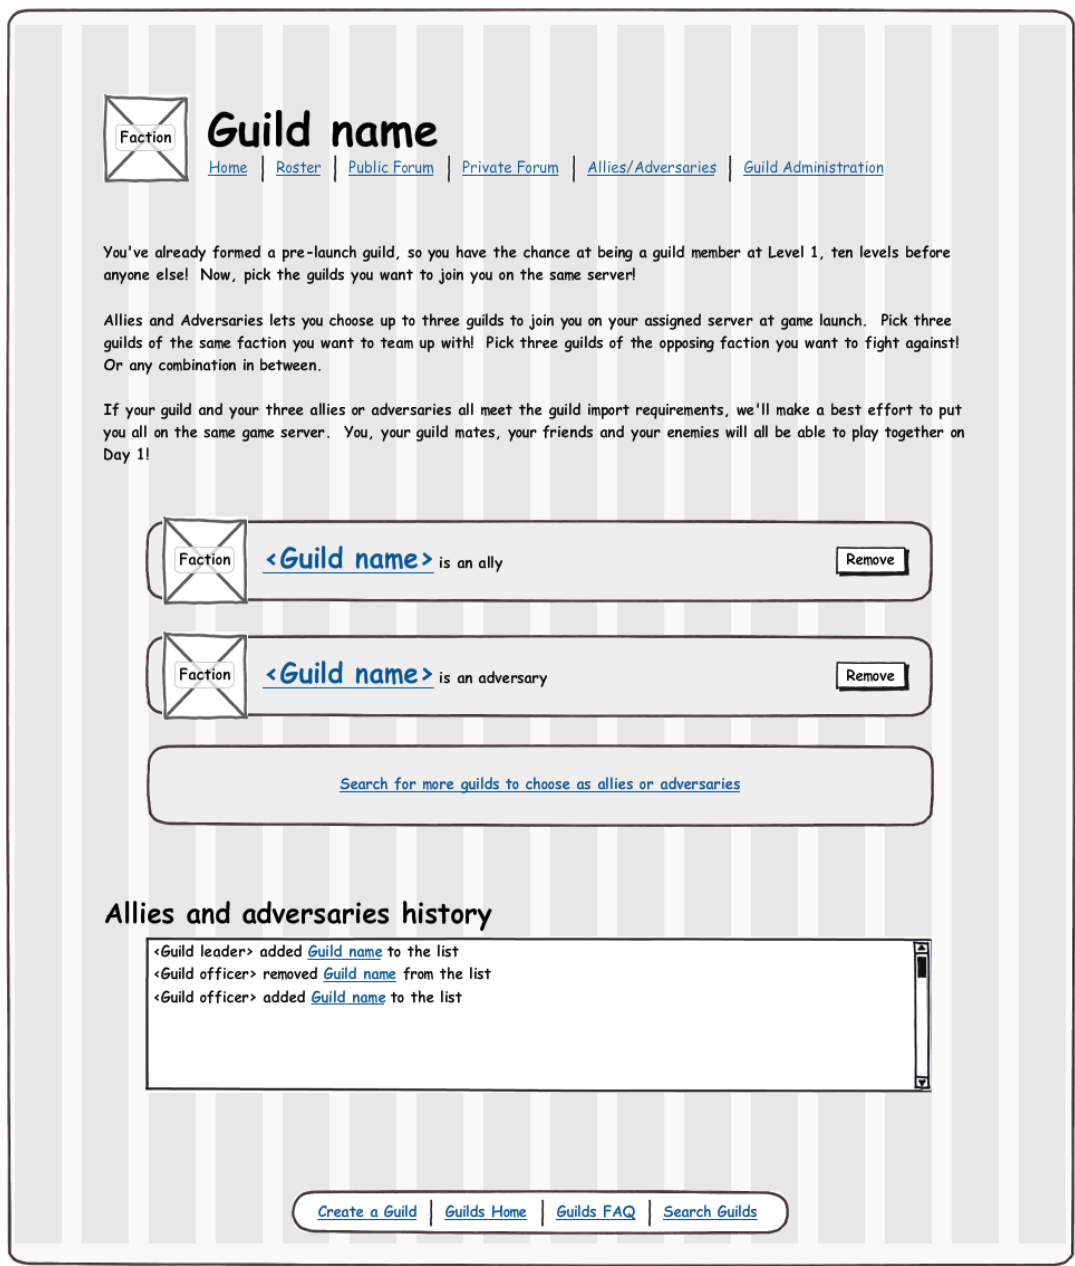 Faction
Guild name
Home | Roster | Public Forum | Private Forum | Allies/Adversaries | Guild Administration
You've already formed a pre-launch guild, so you have the chance at being a guild member at Level 1, ten levels before
anyone else!  Now, pick the guilds you want to join you on the same server!
Allies and Adversaries lets you choose up to three guilds to join you on your assigned server at game launch.  Pick three
guilds of the same faction you want to team up with!  Pick three guilds of the opposing faction you want to fight against!
Or any combination in between.
If your guild and your three allies or adversaries all meet the guild import requirements, we'll make a best effort to put
you all on the same game server.  You, your guild mates, your friends and your enemies will all be able to play together on
Day 1!
Faction <Guild name> is an ally Remove
Faction <Guild name> is an adversary Remove
Search for more guilds to choose as allies or adversaries
Allies and adversaries history
<Guild leader> added Guild name to the list
<Guild officer> removed Guild name from the list
<Guild officer> added Guild name to the list
Create a Guild | Guilds Home | Guilds FAQ | Search Guilds